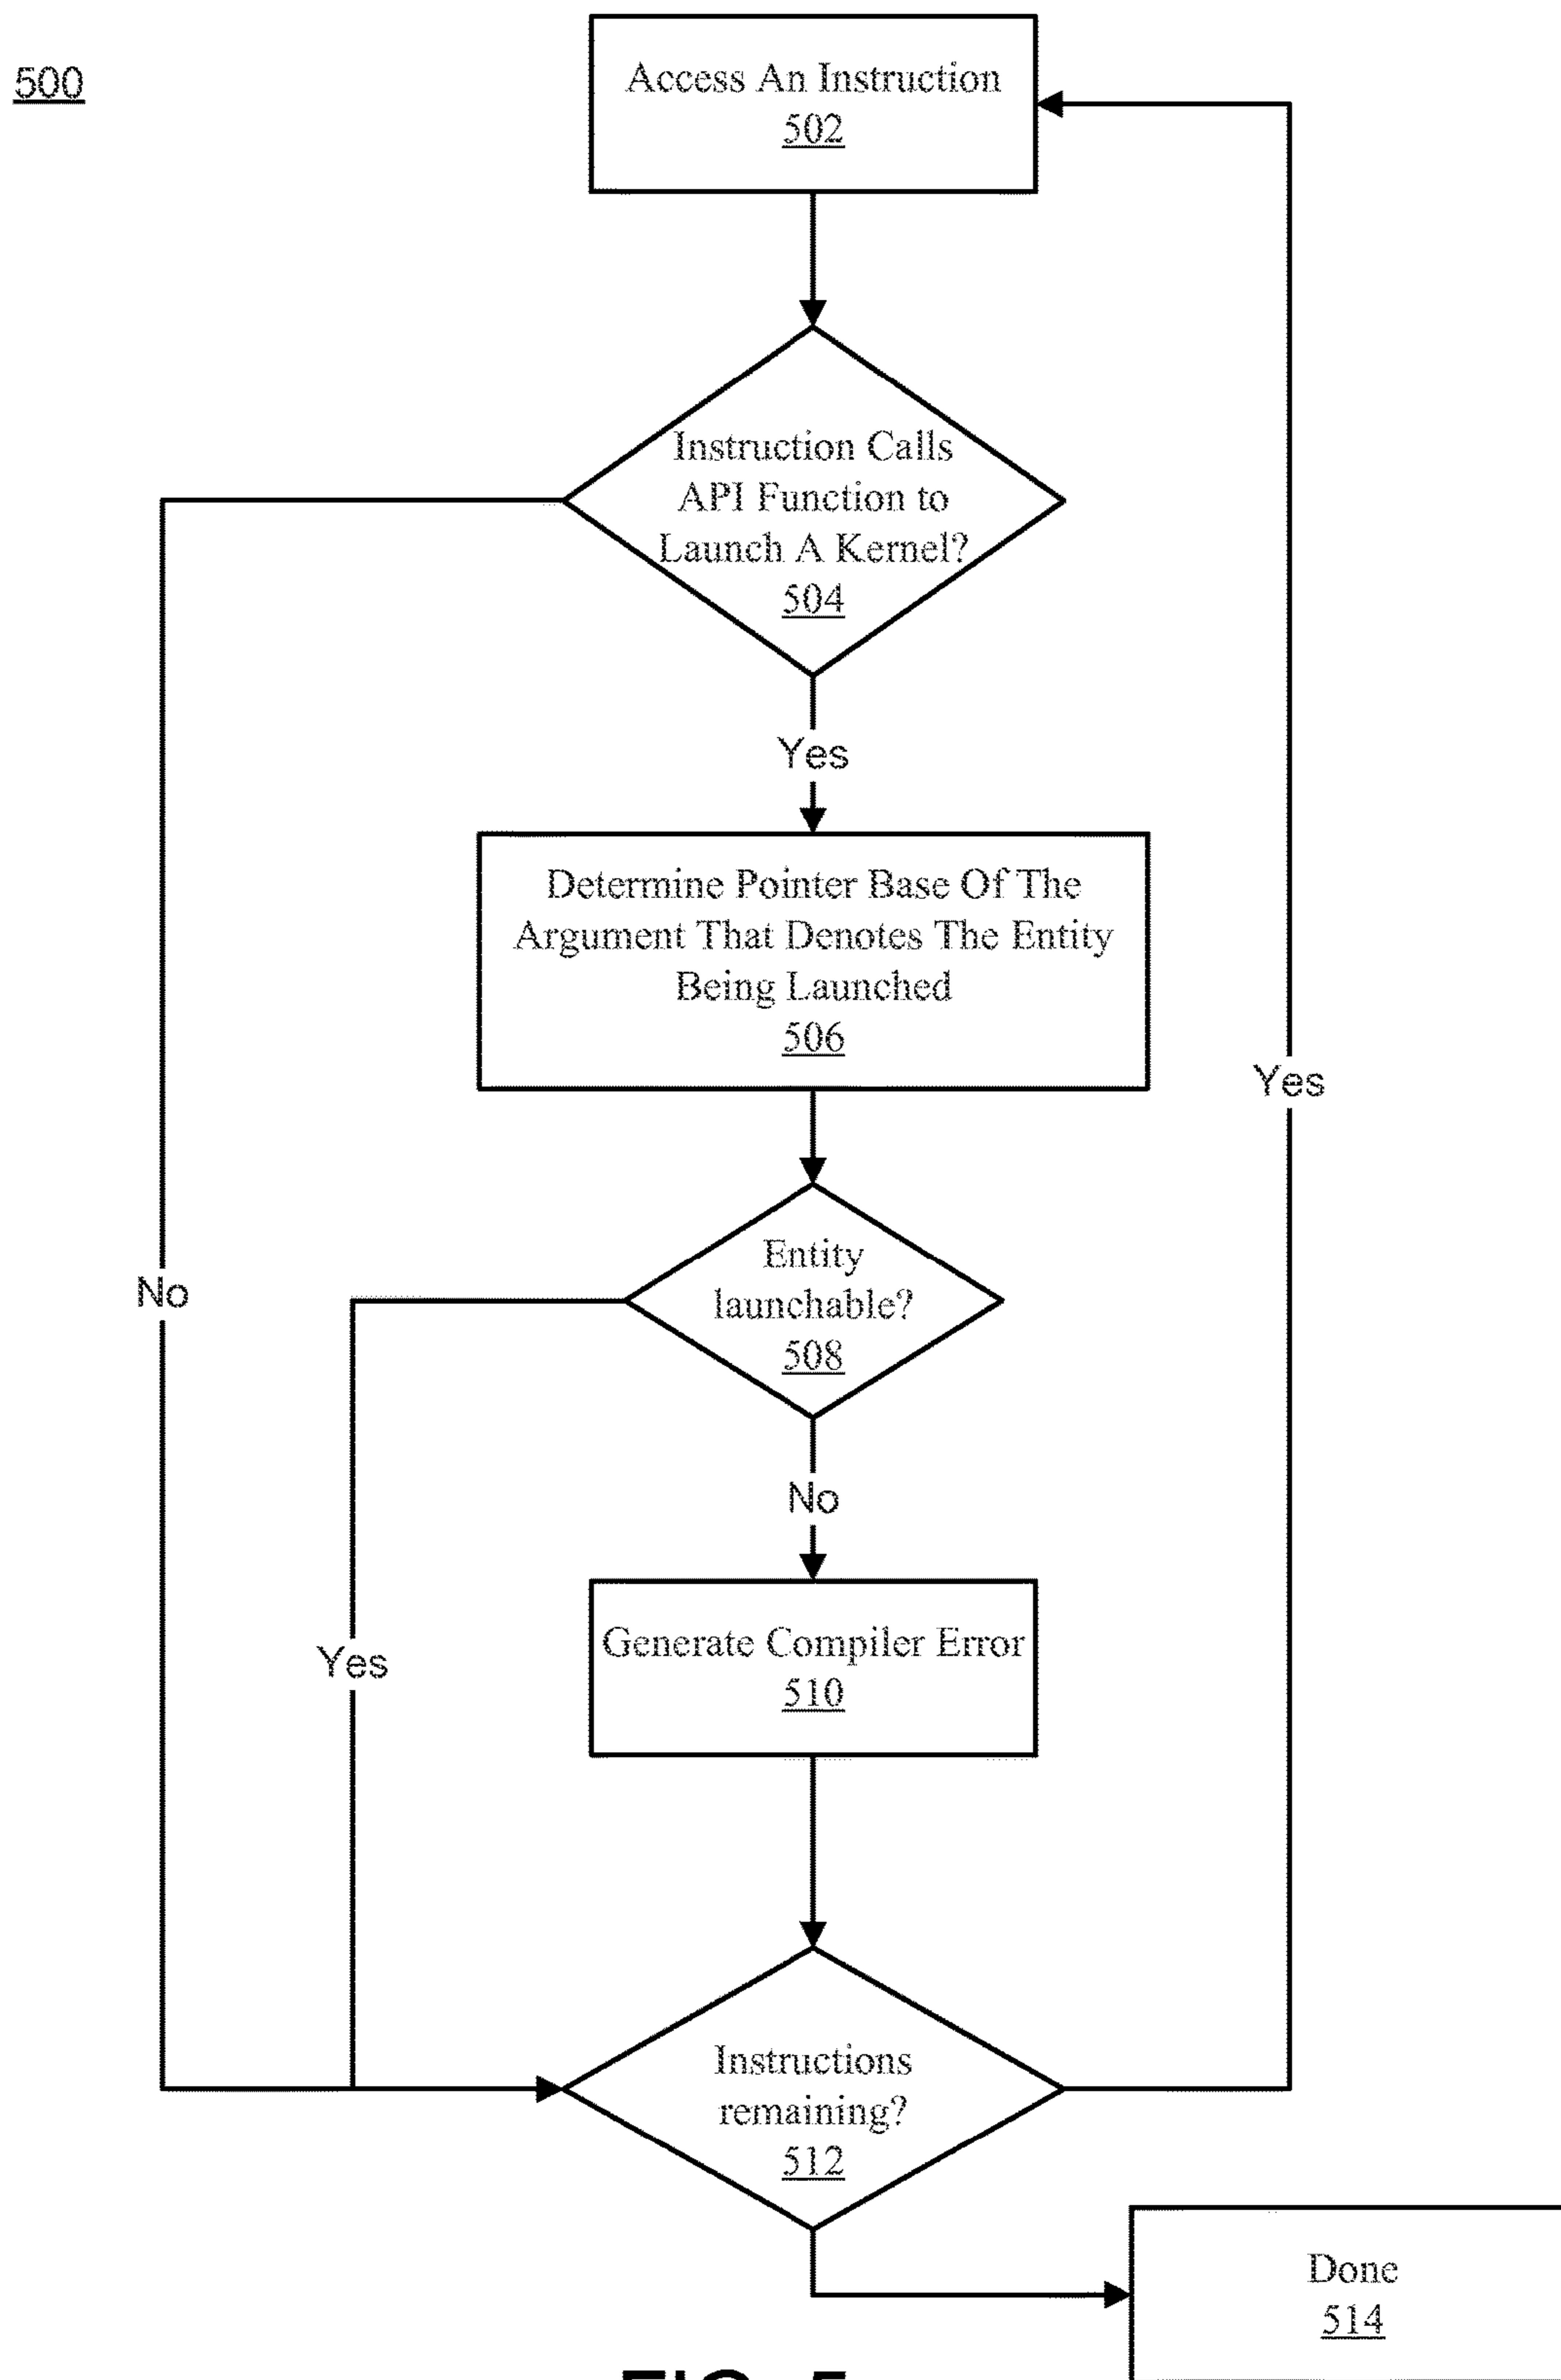 500
Access An Instruction
502
Instruction Calls
API Function to
Launch A Kernel?
504
Yes
Determine Pointer Base Of The
Argument That Denotes The Entity
Being Launched
506
Yes
Entity
launchable?
508
No
No
Generate Compiler Error
510
Yes
Instructions
remaining?
512
Done
514
FIG. 5